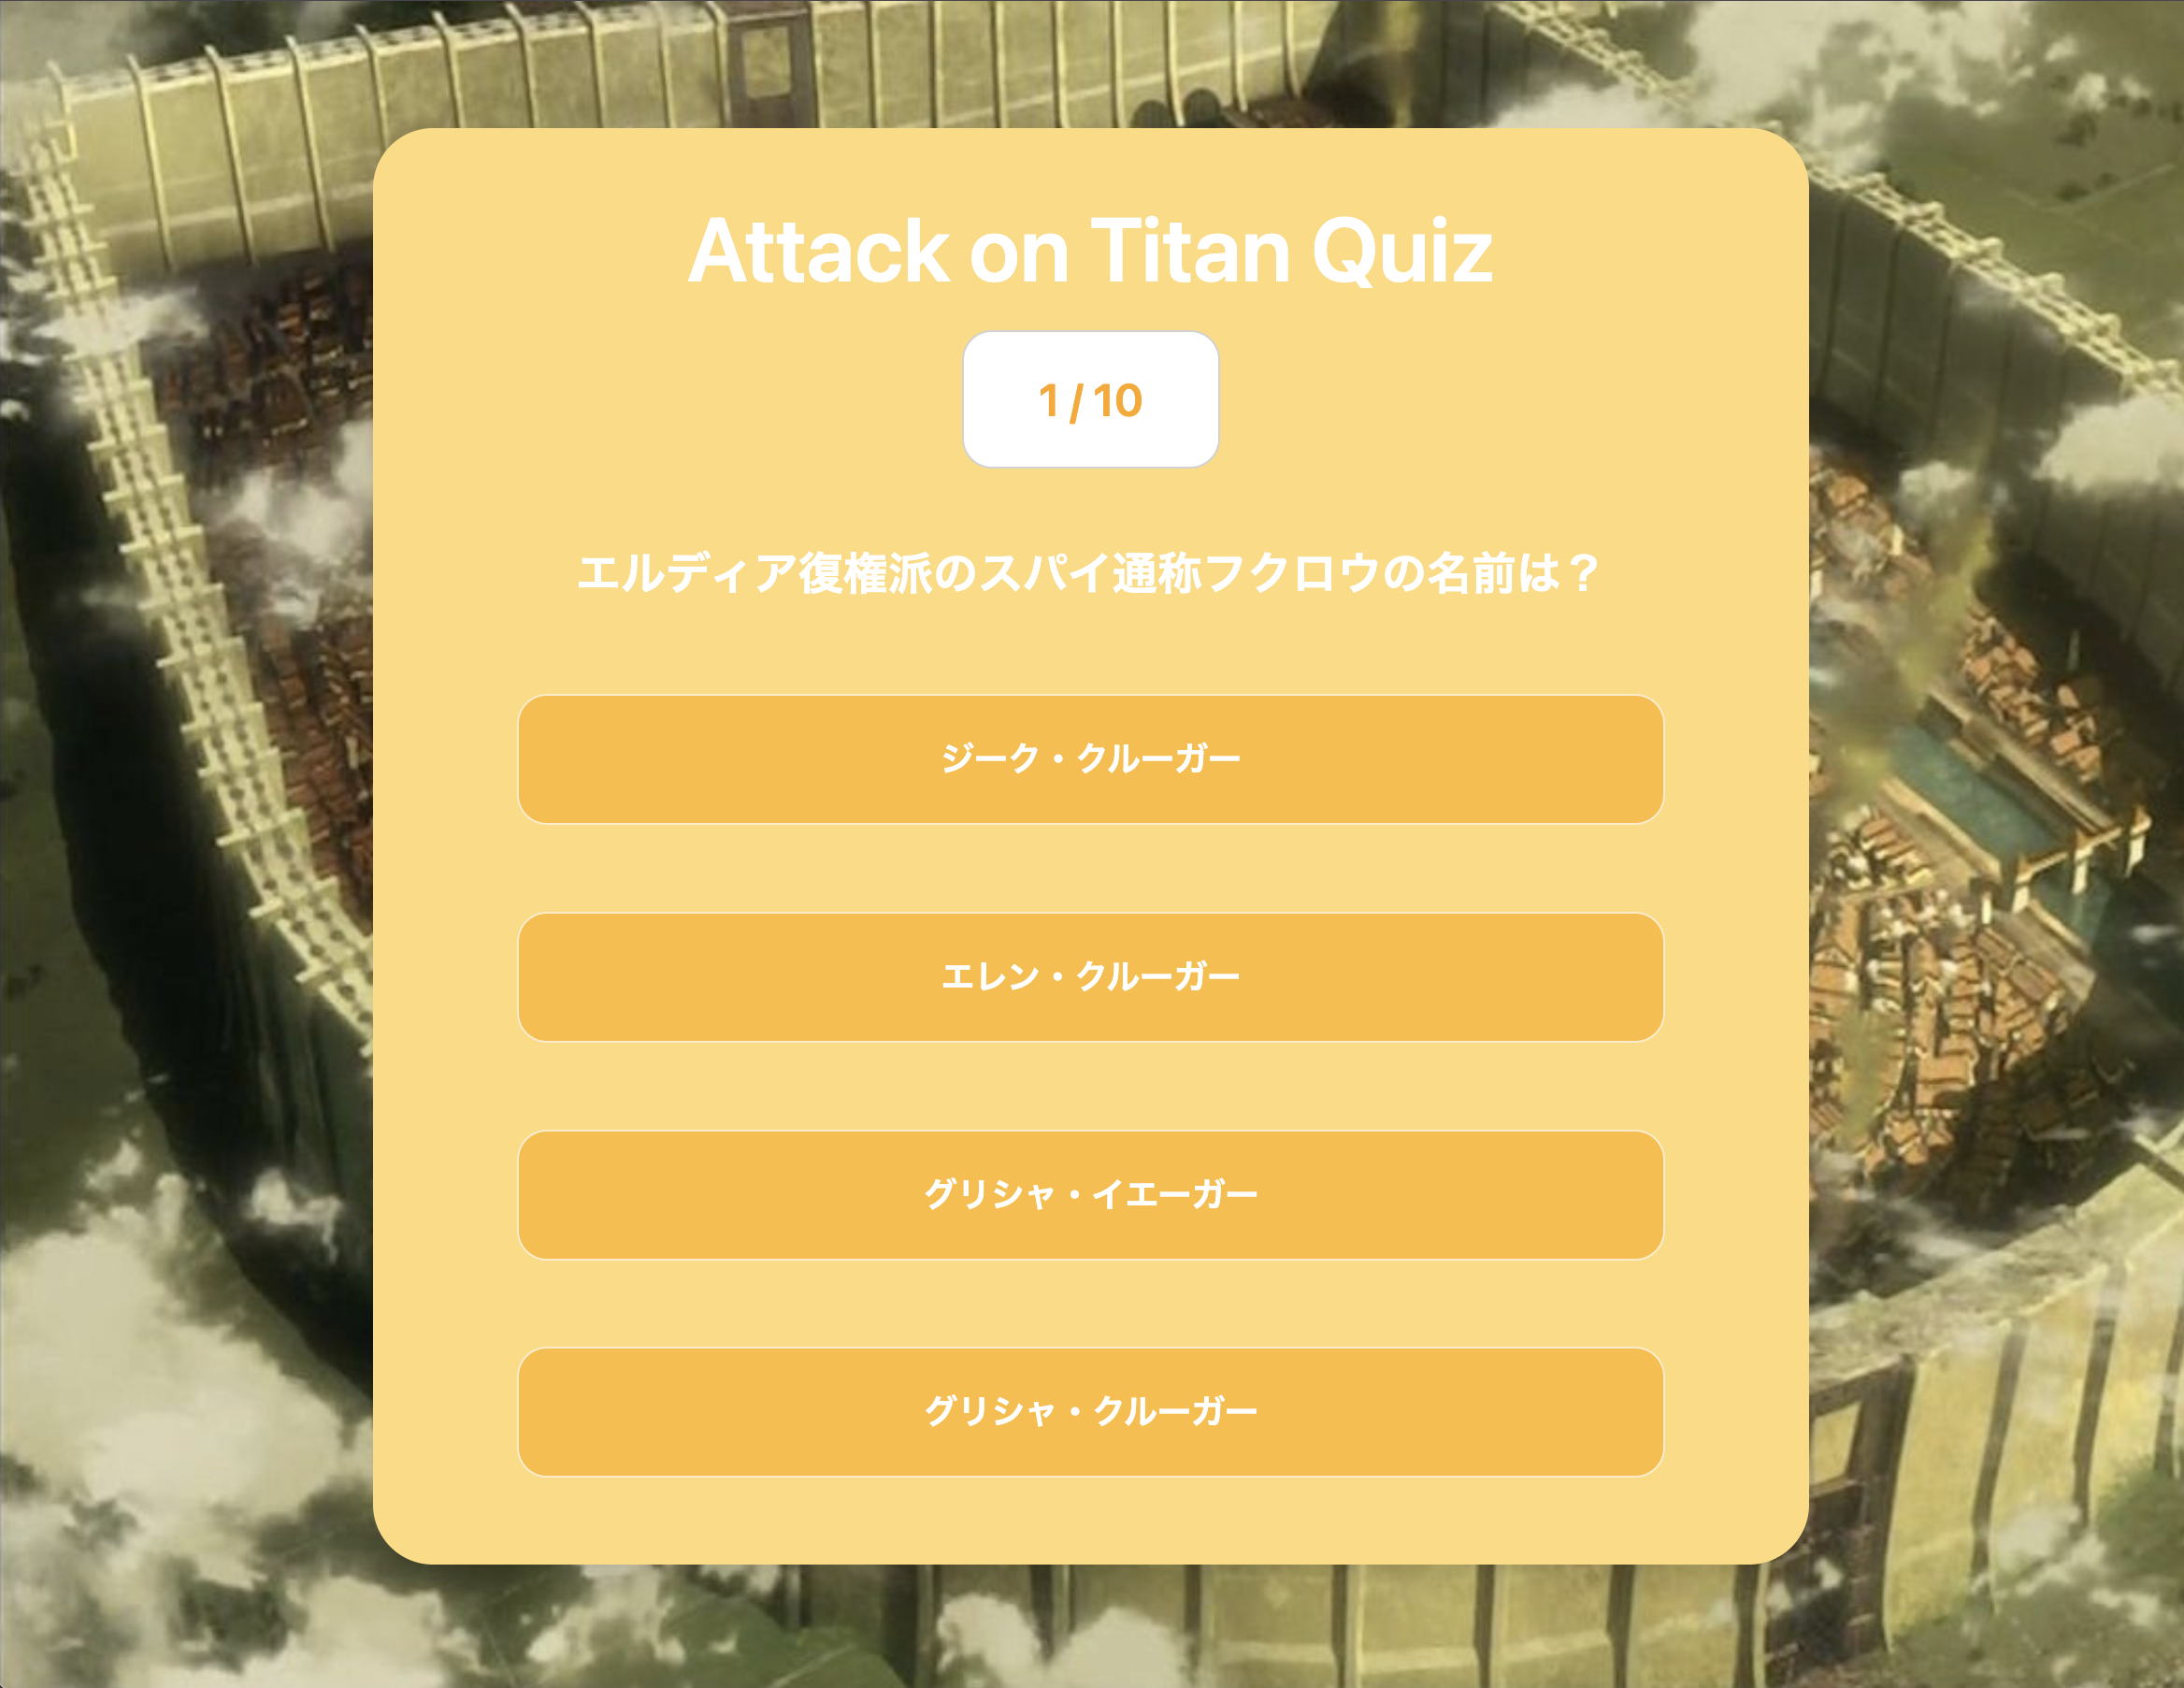 Attack on Titan Quiz
1 / 10
エルディア復権派のスパイ通称フクロウの名前は？
ジーク・クルーガー
エレン・クルーガー
グリシャ・イエーガー
グリシャ・クルーガー